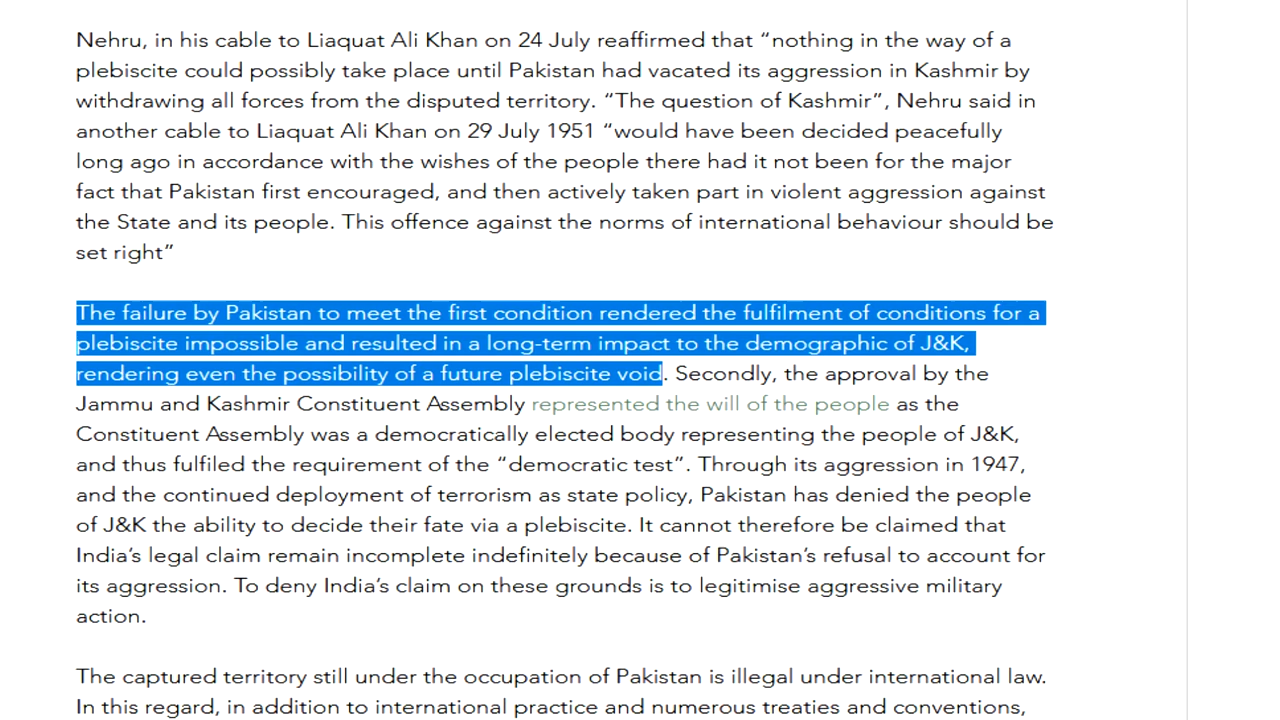 Nehru, in his cable to Liaquat Ali Khan on 24 July reaffirmed that “nothing in the way of a
plebiscite could possibly take place until Pakistan had vacated its aggression in Kashmir by
withdrawing all forces from the disputed territory. “The question of Kashmir”, Nehru said in
another cable to Liaquat Ali Khan on 29 July 1951 “would have been decided peacefully
long ago in accordance with the wishes of the people there had it not been for the major
fact that Pakistan first encouraged, and then actively taken part in violent aggression against
the State and its people. This offence against the norms of international behaviour should be
set right”
The failure by Pakistan to meet the first condition rendered the fulfilment of conditions for a
plebiscite impossible and resulted in a long-term impact to the demographic of J&K,
rendering even the possibility of a future plebiscite void. Secondly, the approval by the
Jammu and Kashmir Constituent Assembly represented the will of the people as the
Constituent Assembly was a democratically elected body representing the people of J&K,
and thus fulfiled the requirement of the “democratic test”. Through its aggression in 1947,
and the continued deployment of terrorism as state policy, Pakistan has denied the people
of J&K the ability to decide their fate via a plebiscite. It cannot therefore be claimed that
India’s legal claim remain incomplete indefinitely because of Pakistan’s refusal to account for
its aggression. To deny India’s claim on these grounds is to legitimise aggressive military
action.
The captured territory still under the occupation of Pakistan is illegal under international law.
In this regard, in addition to international practice and numerous treaties and conventions,